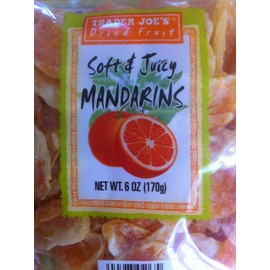 TRADER JOE'S
Dried Fruit
Soft & Juicy
MANDARINS
NET WT. 6 OZ (170g)